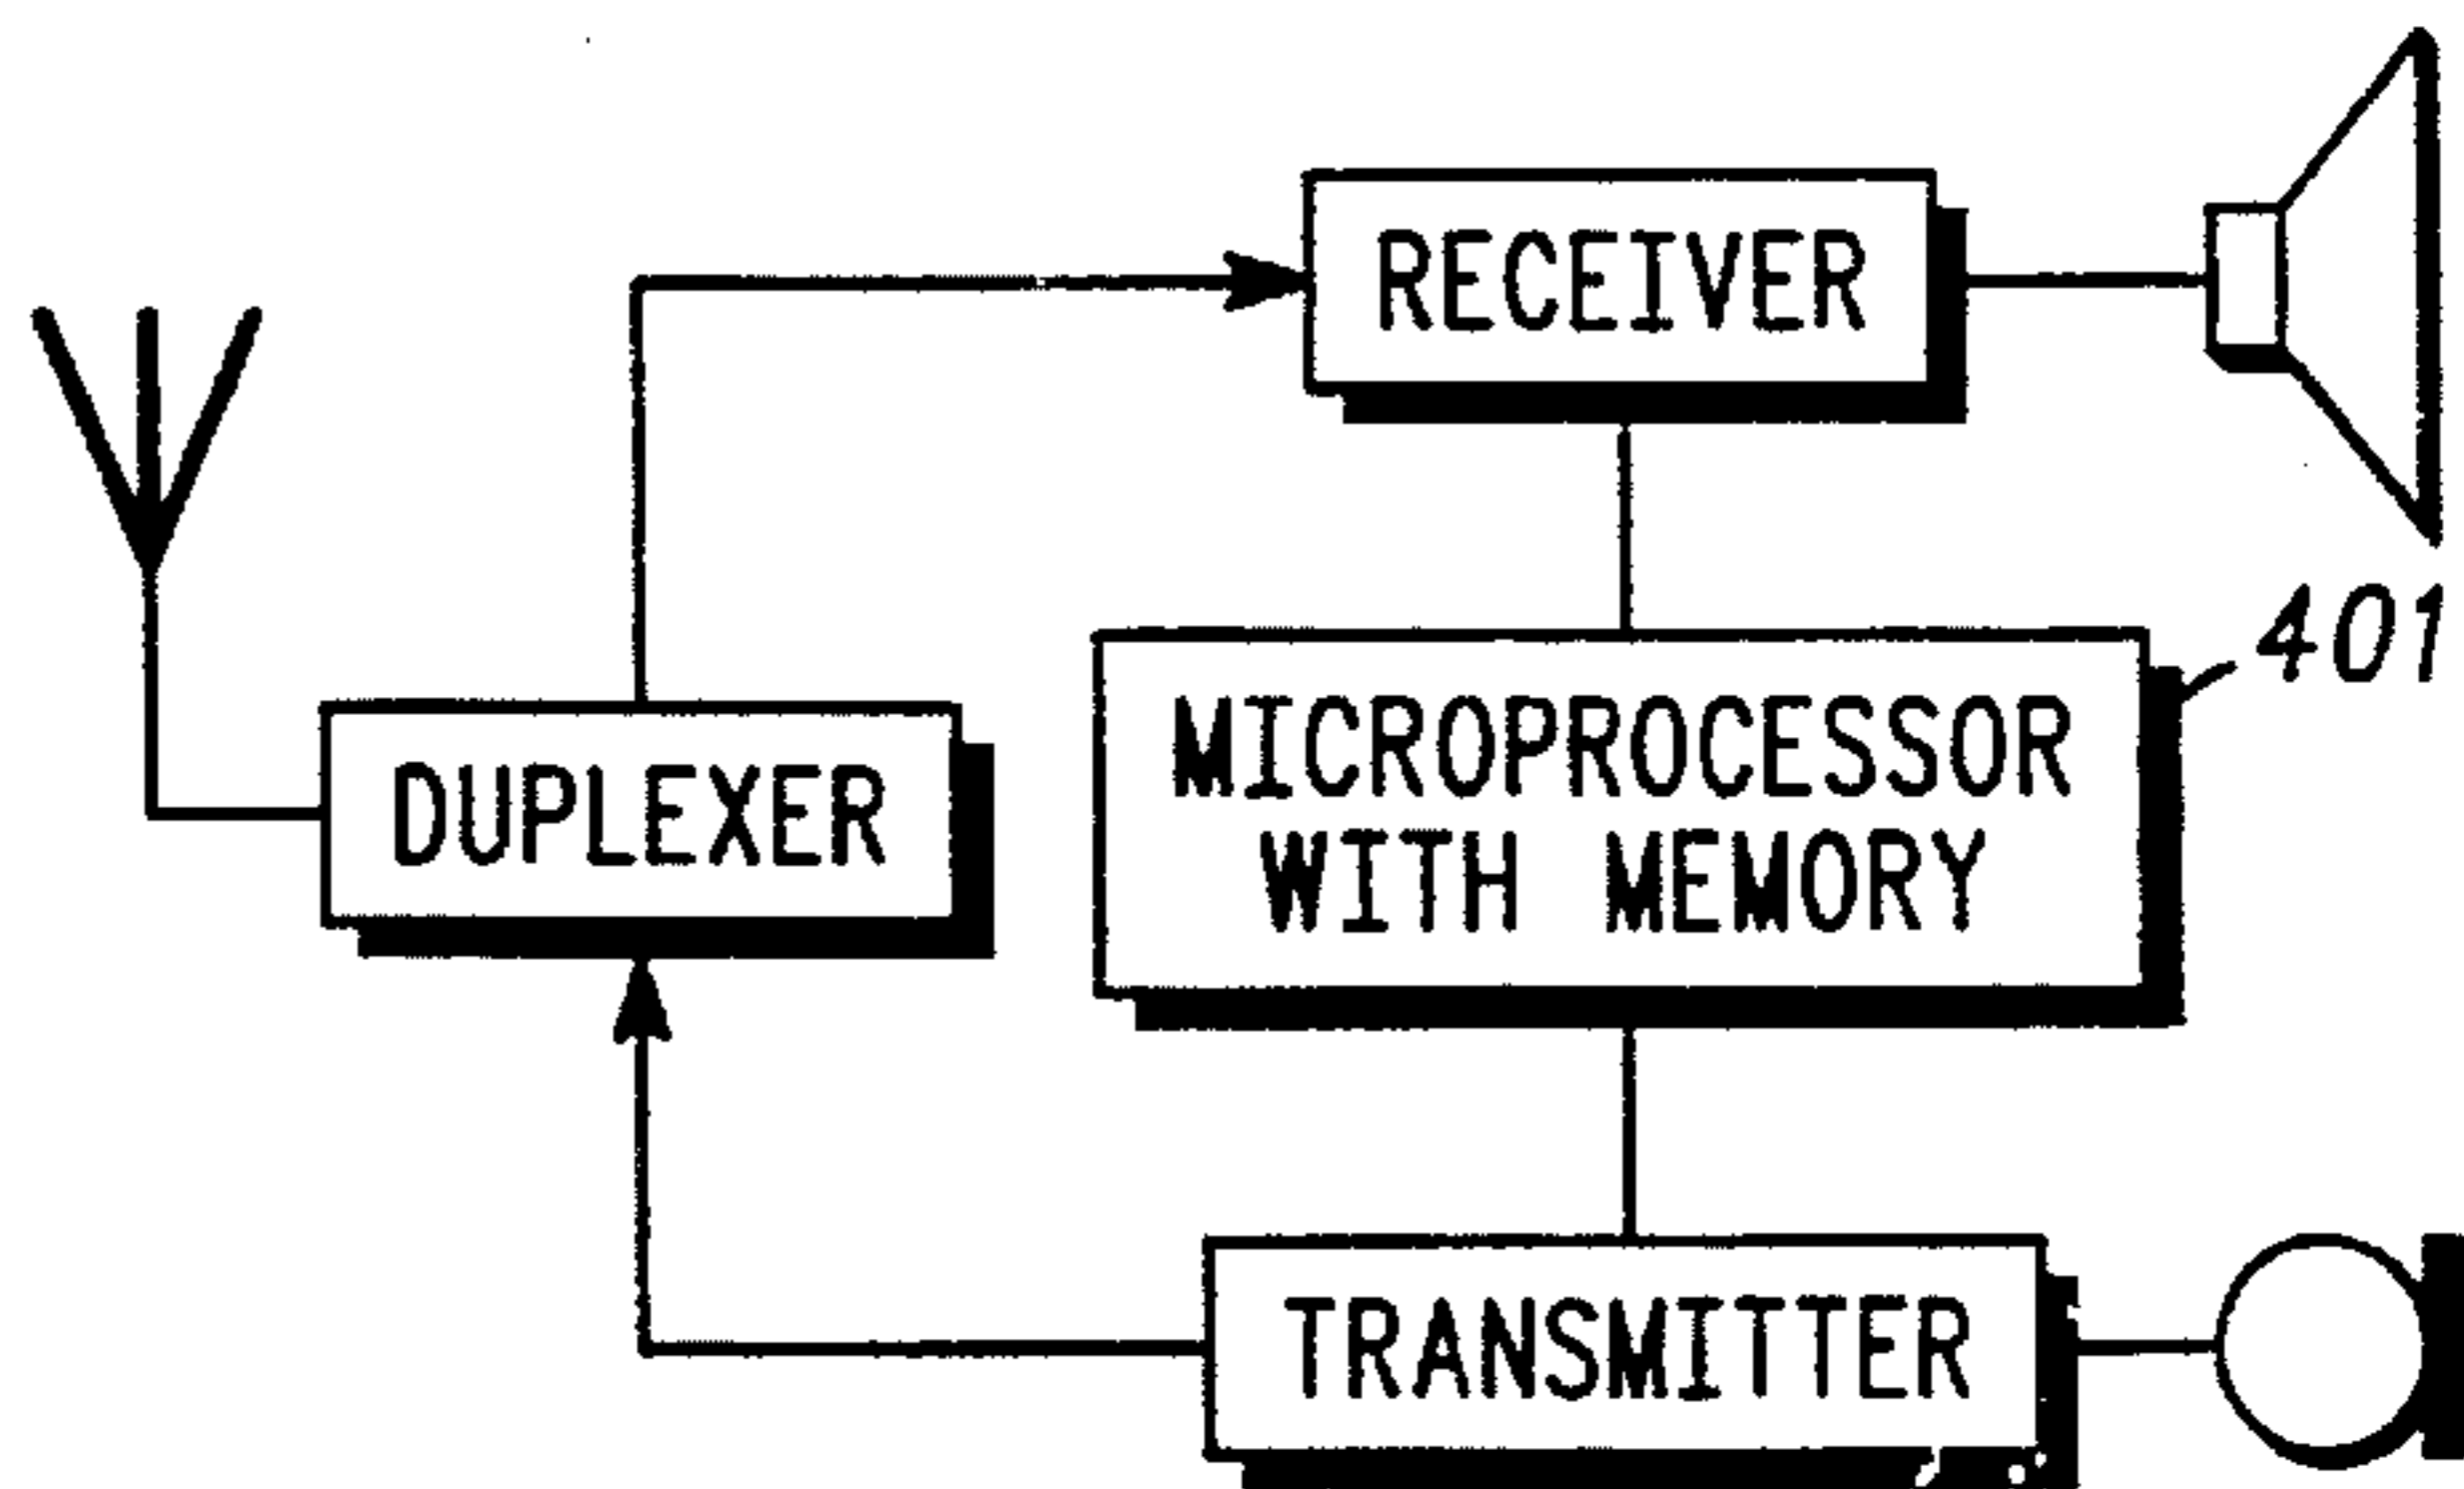 RECEIVER
401
MICROPROCESSOR
WITH MEMORY
DUPLEXER
TRANSMITTER